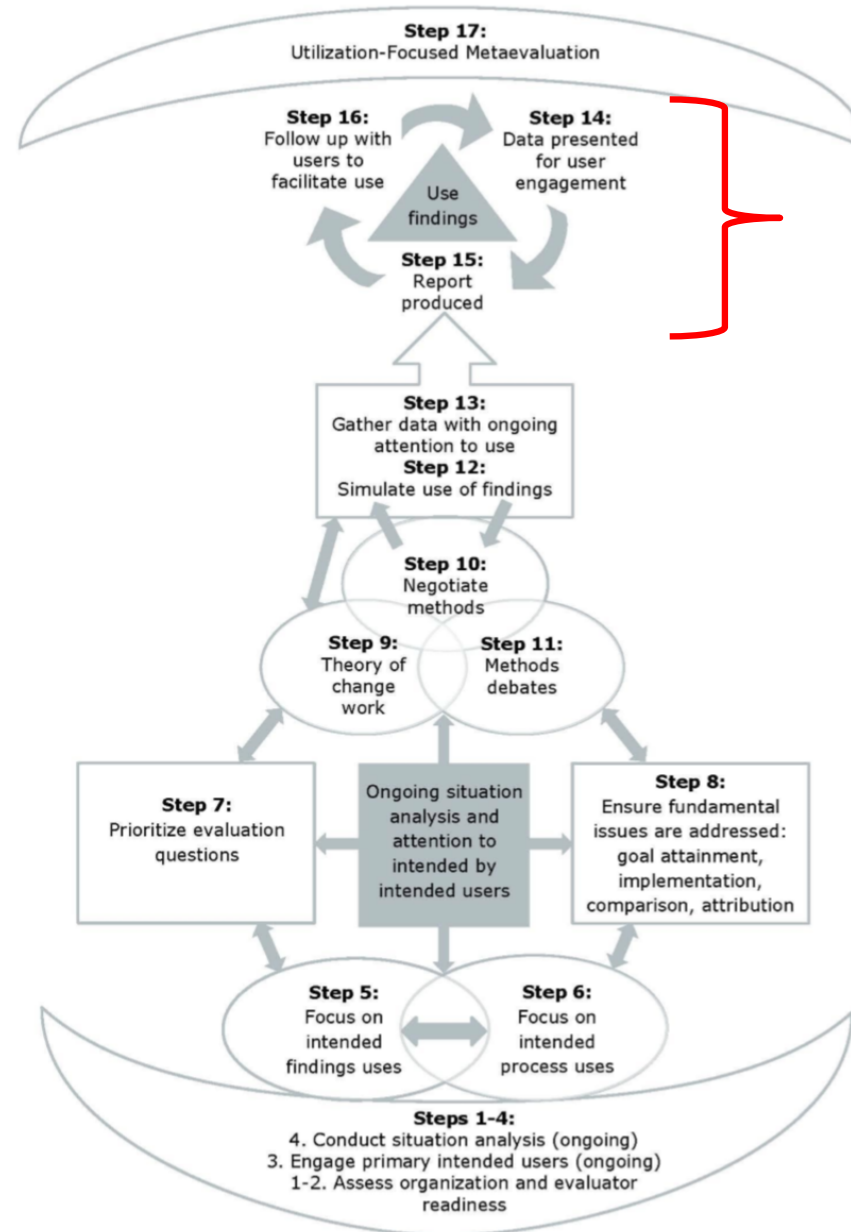 Step 17:
Utilization-Focused Metaevaluation
Step 16:
Follow up with
users to
facilitate use
Step 14:
Data presented
for user
engagement
Use
findings
Step 15:
Report
produced
Step 13:
Gather data with ongoing
attention to use
Step 12:
Simulate use of findings
Step 10:
Negotiate
methods
Step 9:
Theory of
change
work
Step 11:
Methods
debates
Step 7:
Prioritize evaluation
questions
Ongoing situation
analysis and
attention to
intended by
intended users
Step 8:
Ensure fundamental
issues are addressed:
goal attainment,
implementation,
comparison, attribution
Step 5:
Focus on
intended
findings uses
Step 6:
Focus on
intended
process uses
Steps 1-4:
4. Conduct situation analysis (ongoing)
3. Engage primary intended users (ongoing)
1-2. Assess organization and evaluator
readiness